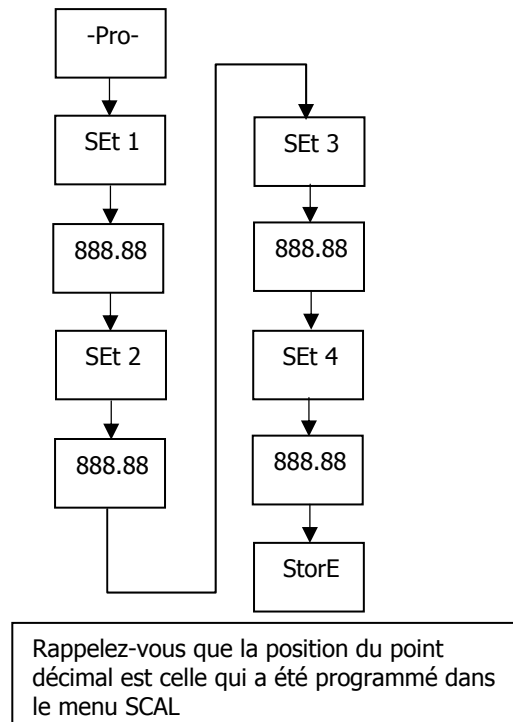 -Pro-
SEt 1
888.88
SEt 2
888.88
SEt 3
888.88
SEt 4
888.88
StorE
Rappelez-vous que la position du point
décimal est celle qui a été programmé dans
le menu SCAL